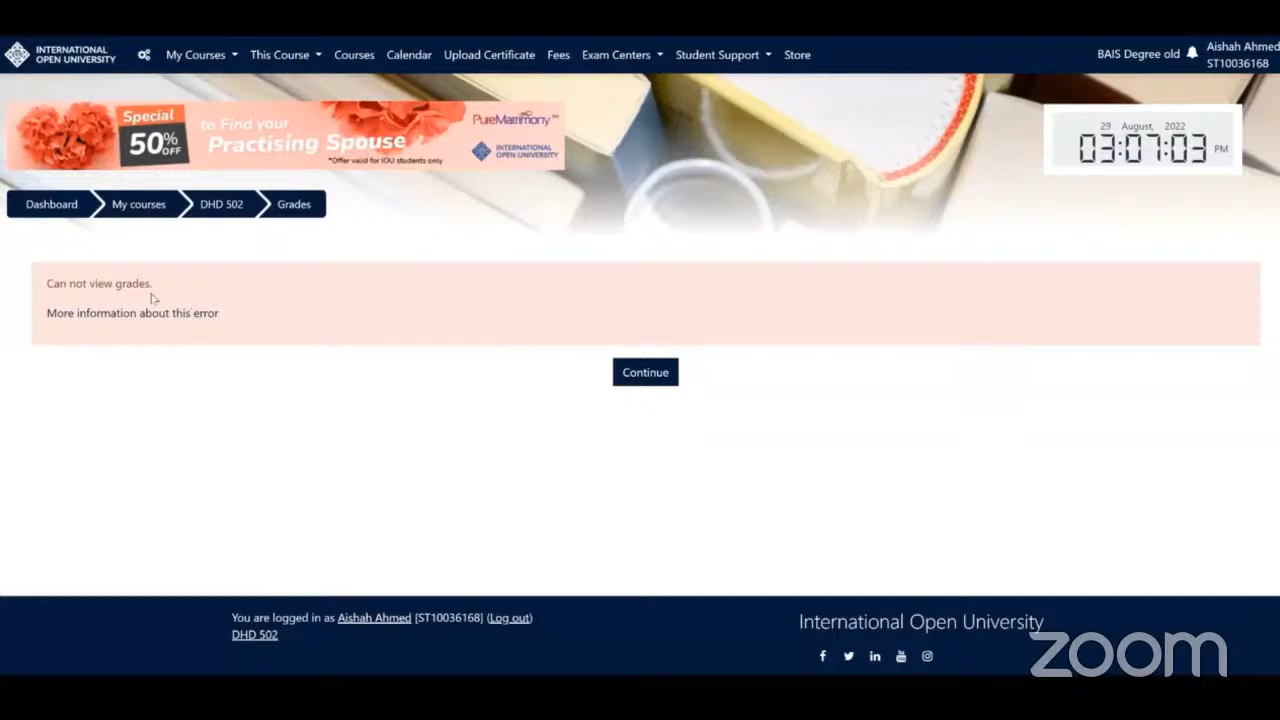 INTERNATIONAL
OPEN UNIVERSITY
My Courses This Course Courses Calendar Upload Certificate Fees Exam Centers Student Support Store
BAIS Degree old
Aishah Ahmed
ST10036168
Special
50% OFF
to Find your
Practising Spouse
*Offer valid for IOU students only
PureMatrimony
INTERNATIONAL
OPEN UNIVERSITY
29 August, 2022
03:07:03 PM
Dashboard My courses DHD 502 Grades
Can not view grades.
More information about this error
Continue
You are logged in as Aishah Ahmed [ST10036168] (Log out)
DHD 502
International Open University
zoom